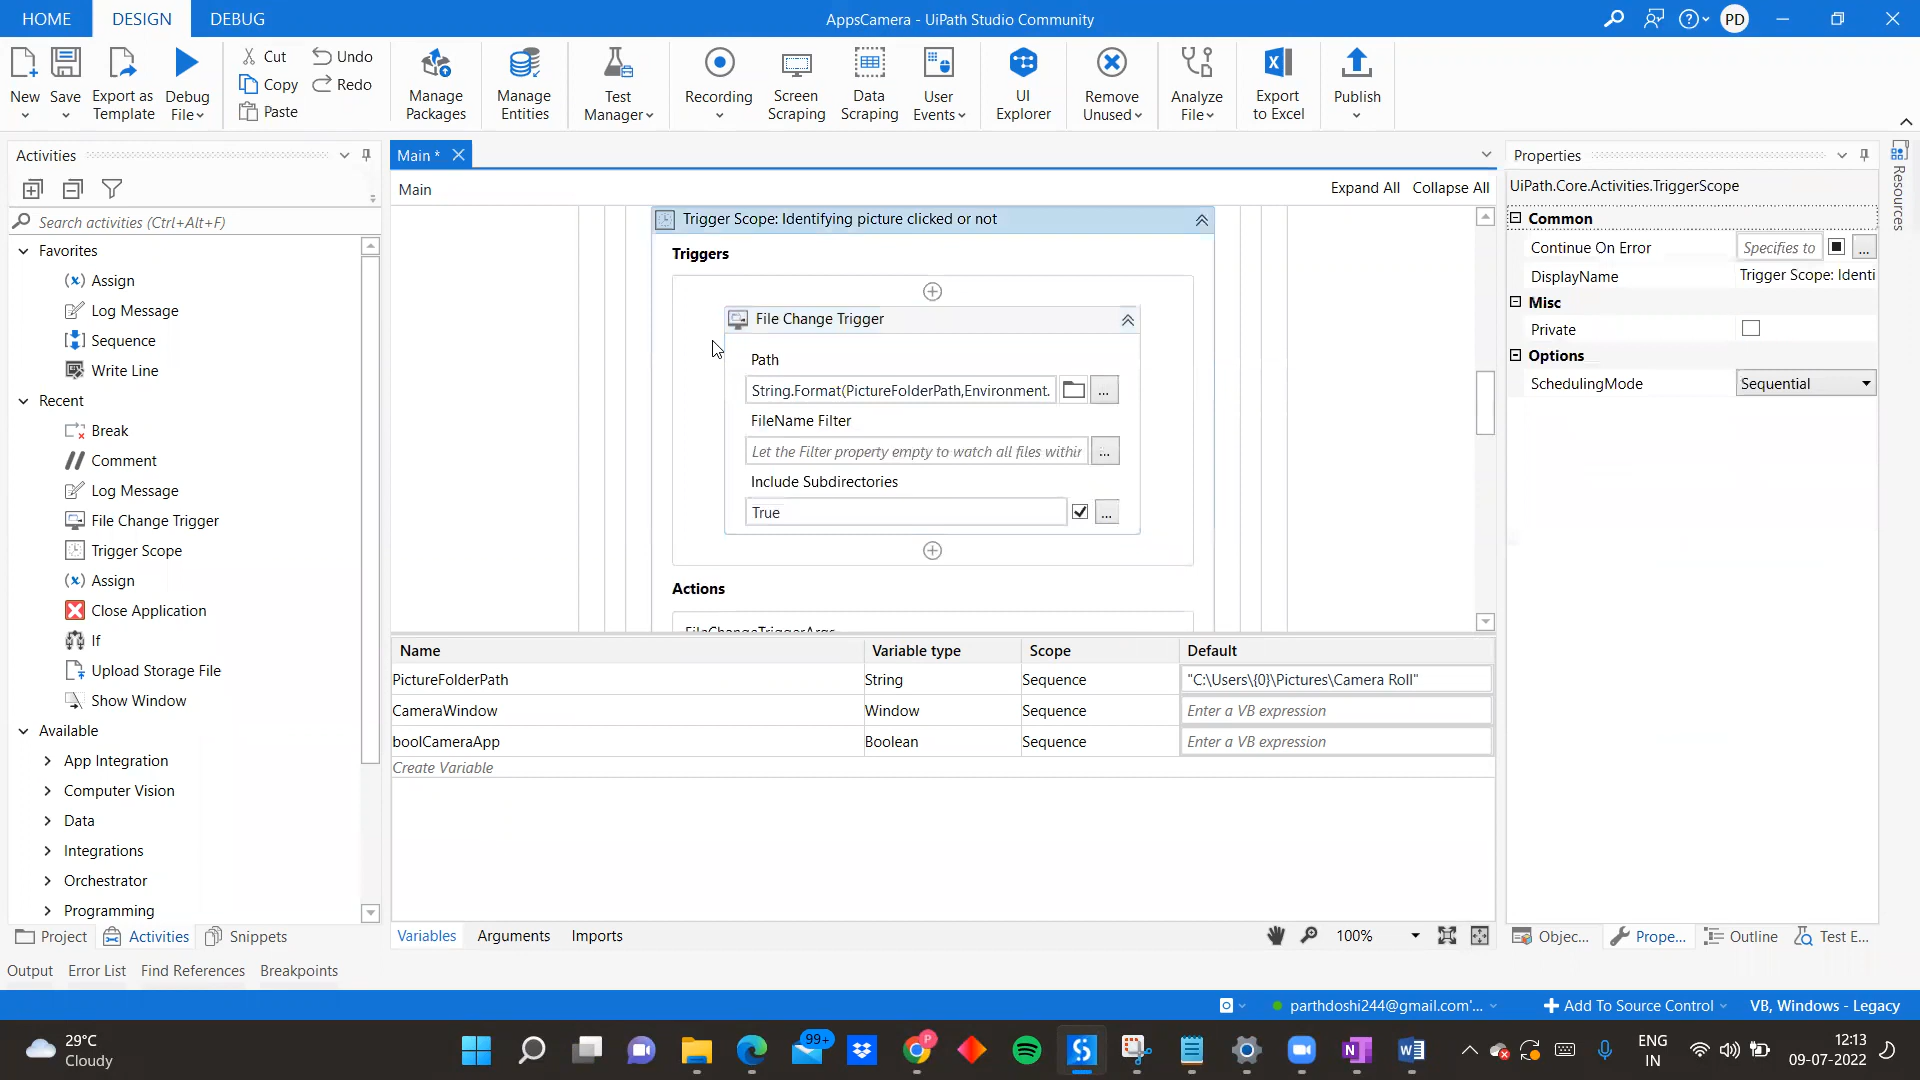 HOME DESIGN DEBUG
AppsCamera - UiPath Studio Community
PD
New
Save
Export as Template
Debug File
Cut
Copy
Paste
Undo
Redo
Manage Packages
Manage Entities
Test Manager
Recording
Screen Scraping
Data Scraping
User Events
UI Explorer
Remove Unused
Analyze File
Export to Excel
Publish
Activities
Search activities (Ctrl+Alt+F)
Favorites
Assign
Log Message
Sequence
Write Line
Recent
Break
Comment
Log Message
File Change Trigger
Trigger Scope
Assign
Close Application
If
Upload Storage File
Show Window
Available
App Integration
Computer Vision
Data
Integrations
Orchestrator
Programming
Project Activities Snippets
Main *
Main
Expand All Collapse All
Trigger Scope: Identifying picture clicked or not
Triggers
File Change Trigger
Path
String.Format(PictureFolderPath,Environment.
...
FileName Filter
Let the Filter property empty to watch all files withir
...
Include Subdirectories
True
...
Actions
FileChangeTriggerArgs
Name Variable type Scope Default
PictureFolderPath String Sequence "C:\Users\{0}\Pictures\Camera Roll"
CameraWindow Window Sequence Enter a VB expression
boolCameraApp Boolean Sequence Enter a VB expression
Create Variable
Variables Arguments Imports
100%
Properties
UiPath.Core.Activities.TriggerScope
Common
Continue On Error Specifies to ...
DisplayName Trigger Scope: Identi
Misc
Private
Options
SchedulingMode Sequential
Resources
Objec... Prope... Outline Test E...
Output Error List Find References Breakpoints
parthdoshi244@gmail.com'...
Add To Source Control
VB, Windows - Legacy
29°C
Cloudy
99+
P
ENG
IN
12:13
09-07-2022